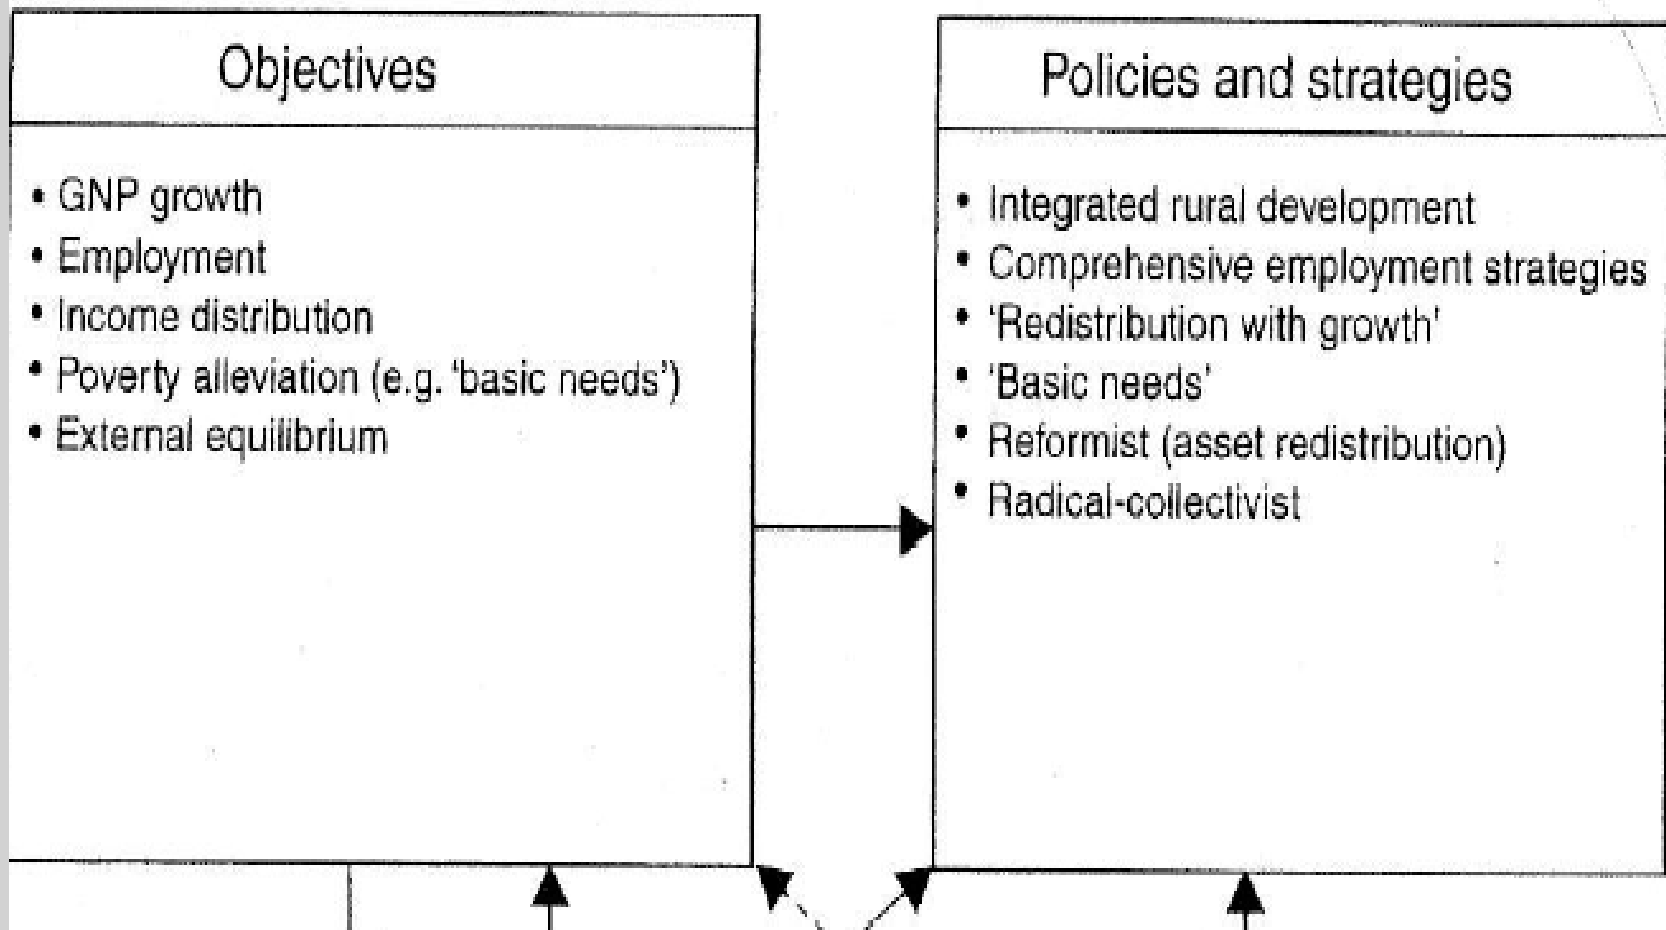 Objectives
• GNP growth
• Employment
• Income distribution
• Poverty alleviation (e.g. 'basic needs')
• External equilibrium
Policies and strategies
• Integrated rural development
• Comprehensive employment strategies
• 'Redistribution with growth'
• 'Basic needs'
• Reformist (asset redistribution)
• Radical-collectivist